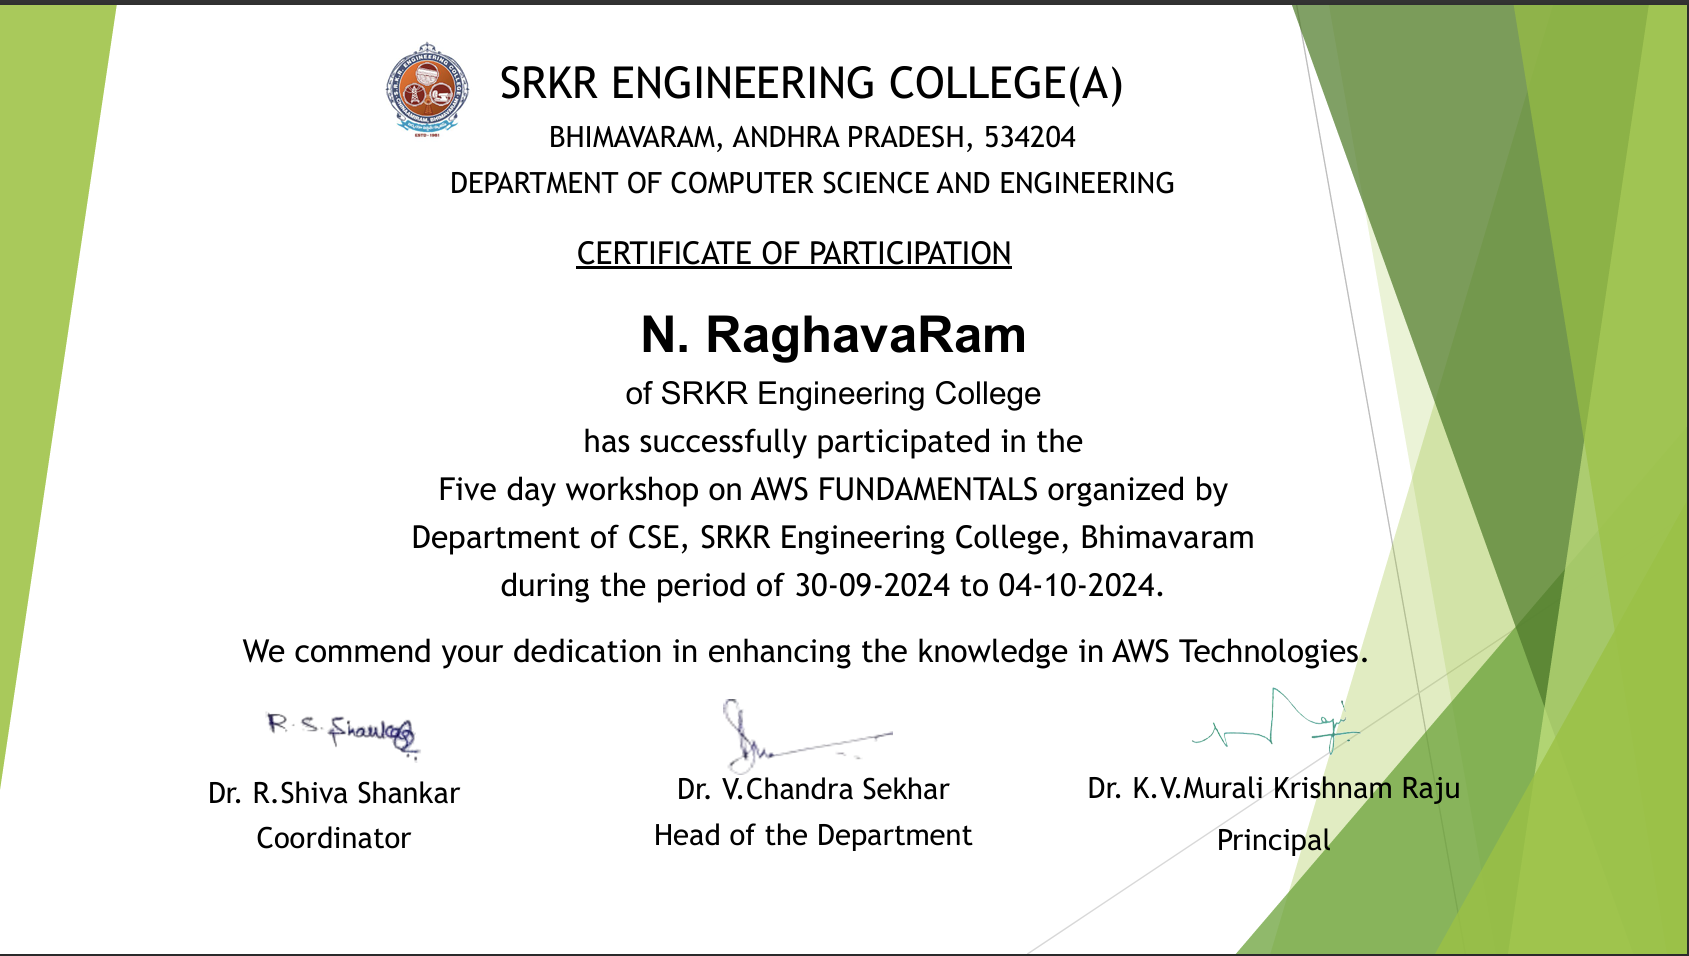 SRKR ENGINEERING COLLEGE(A)
BHIMAVARAM, ANDHRA PRADESH, 534204
DEPARTMENT OF COMPUTER SCIENCE AND ENGINEERING
CERTIFICATE OF PARTICIPATION
N. RaghavaRam
of SRKR Engineering College
has successfully participated in the
Five day workshop on AWS FUNDAMENTALS organized by
Department of CSE, SRKR Engineering College, Bhimavaram
during the period of 30-09-2024 to 04-10-2024.
We commend your dedication in enhancing the knowledge in AWS Technologies.
R. S. Shankar
Dr. R.Shiva Shankar
Coordinator
Dr. V.Chandra Sekhar
Head of the Department
Dr. K.V.Murali Krishnam Raju
Principal